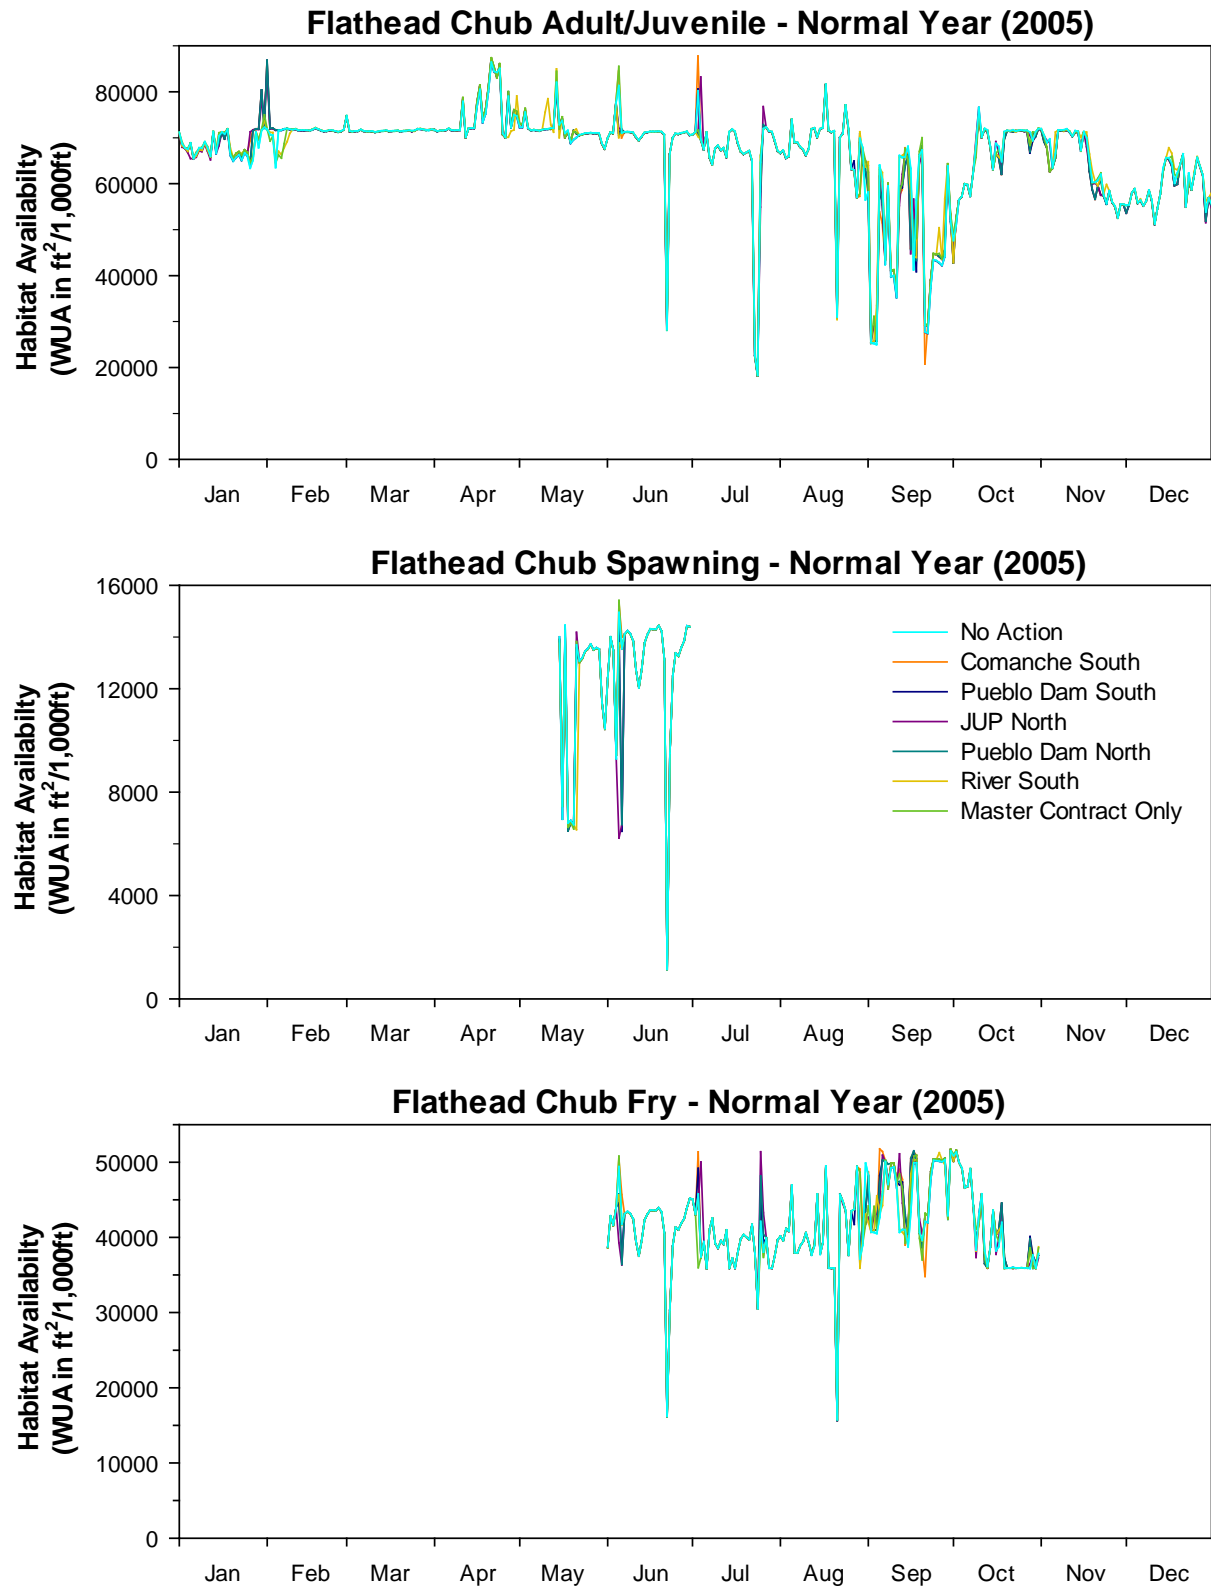 Flathead Chub Adult/Juvenile - Normal Year (2005)
Habitat Availabilty
(WUA in ft²/1,000ft)
80000
60000
40000
20000
0
Jan Feb Mar Apr May Jun Jul Aug Sep Oct Nov Dec
Flathead Chub Spawning - Normal Year (2005)
Habitat Availabilty
(WUA in ft²/1,000ft)
16000
12000
8000
4000
0
No Action
Comanche South
Pueblo Dam South
JUP North
Pueblo Dam North
River South
Master Contract Only
Jan Feb Mar Apr May Jun Jul Aug Sep Oct Nov Dec
Flathead Chub Fry - Normal Year (2005)
Habitat Availabilty
(WUA in ft²/1,000ft)
50000
40000
30000
20000
10000
0
Jan Feb Mar Apr May Jun Jul Aug Sep Oct Nov Dec